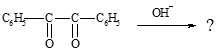 C₆H₅—C—C—C₆H₅ OH⁻ → ?
|| ||
O O